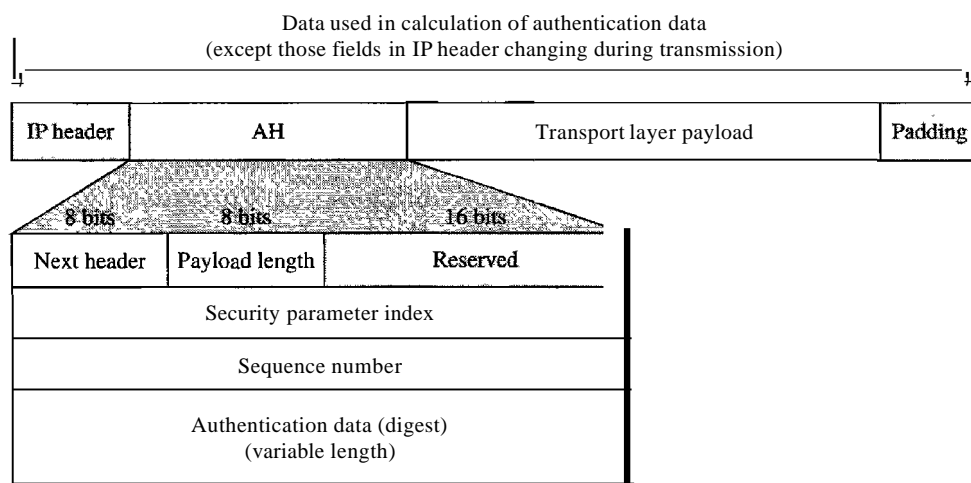 Data used in calculation of authentication data
(except those fields in IP header changing during transmission)
IP header AH Transport layer payload Padding
8 bits 8 bits 16 bits
Next header Payload length Reserved
Security parameter index
Sequence number
Authentication data (digest)
(variable length)